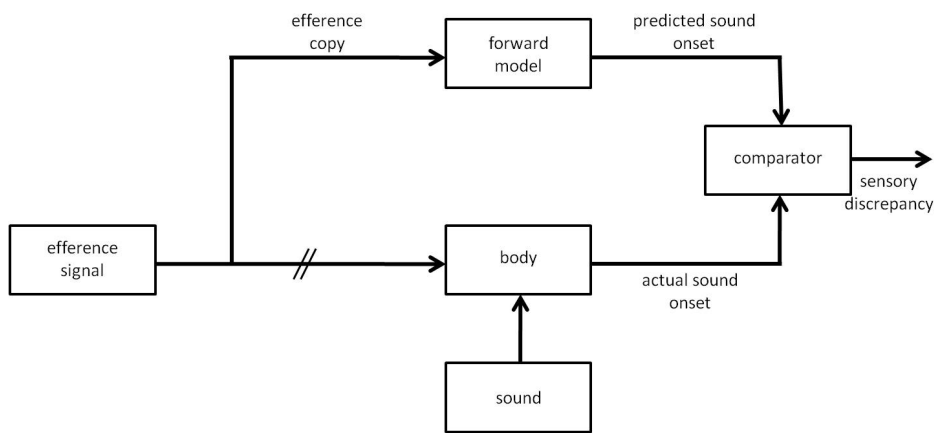 efference
copy
forward
model
predicted sound
onset
comparator
sensory
discrepancy
efference
signal
body
actual sound
onset
sound